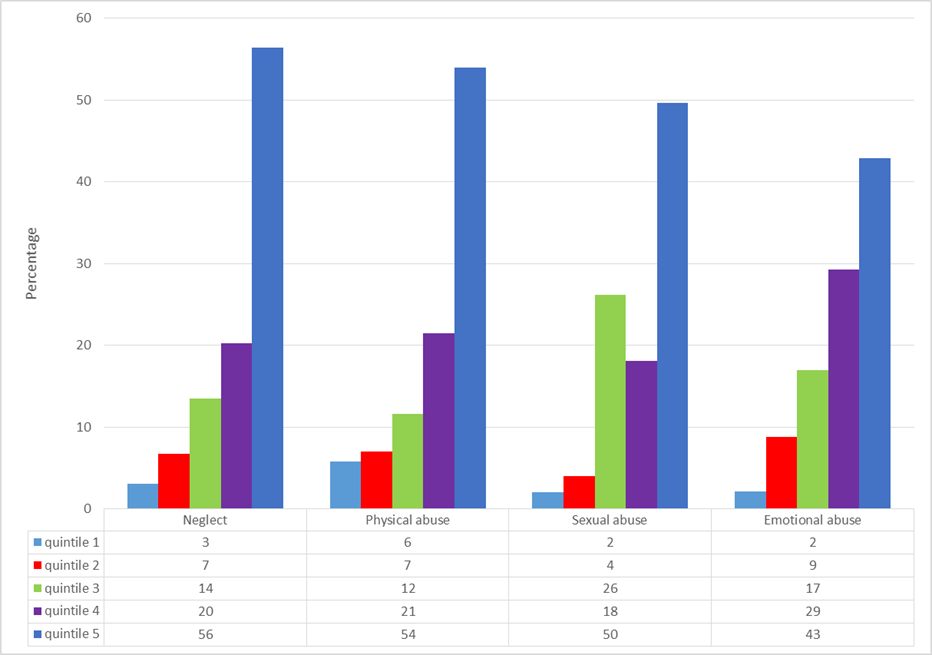 60
50
40
30
20
10
0
Percentage
Neglect Physical abuse Sexual abuse Emotional abuse
quintile 1 3 6 2 2
quintile 2 7 7 4 9
quintile 3 14 12 26 17
quintile 4 20 21 18 29
quintile 5 56 54 50 43